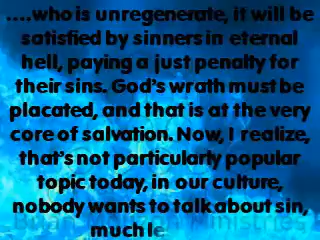 ....who is unregenerate, it will be
satisfied by sinners in eternal
hell, paying a just penalty for
their sins. God's wrath must be
placated, and that is at the very
core of salvation. Now, I realize,
that's not particularly popular
topic today, in our culture,
nobody wants to talk about sin,
much le